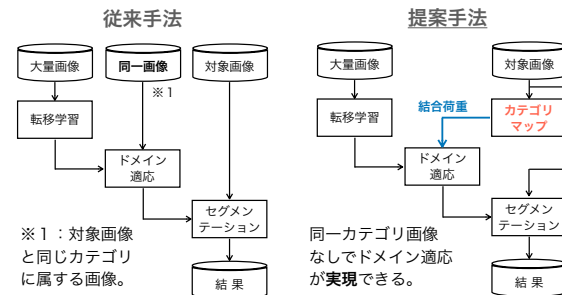 従来手法
大量画像
同一画像
対象画像
※1
転移学習
ドメイン
適応
セグメン
テーション
※1：対象画像
と同じカテゴリ
に属する画像。
結 果
提案手法
大量画像
対象画像
結合荷重
カテゴリ
マップ
転移学習
ドメイン
適応
セグメン
テーション
同一カテゴリ画像
なしでドメイン適応
が実現できる。
結 果